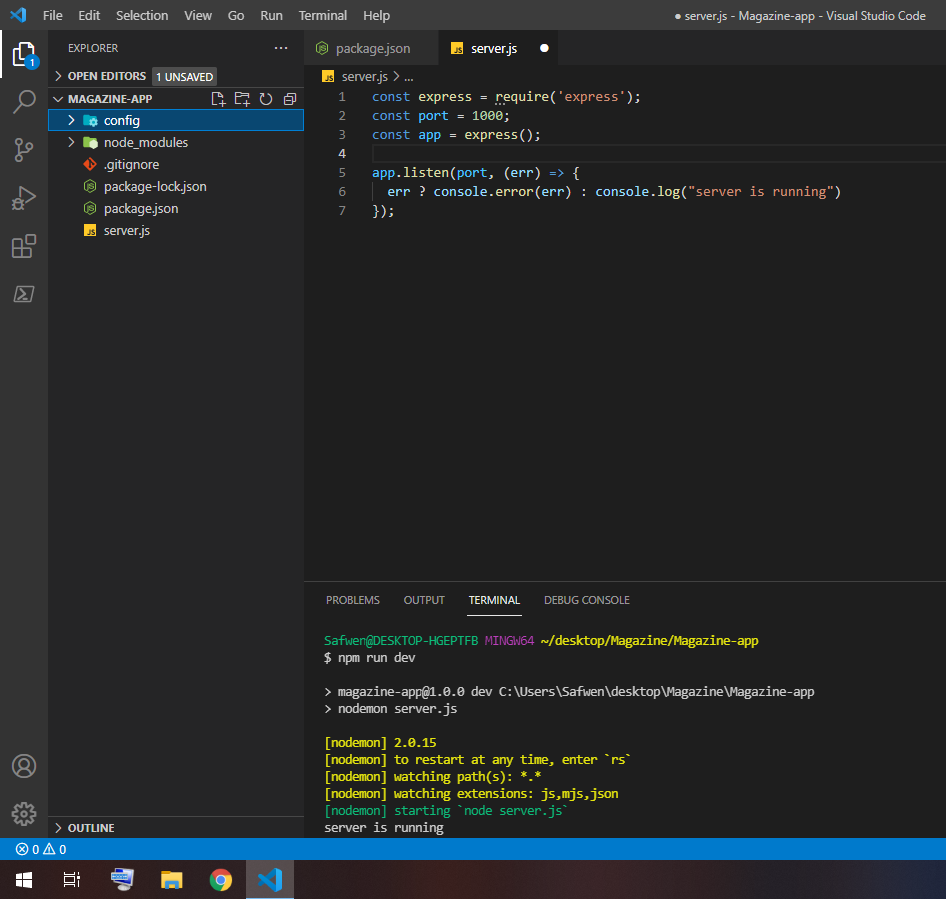 File Edit Selection View Go Run Terminal Help ● server.js - Magazine-app - Visual Studio Code
EXPLORER ...
1
OPEN EDITORS 1 UNSAVED
MAGAZINE-APP
config
node_modules
.gitignore
package-lock.json
package.json
server.js
OUTLINE
package.json server.js ●
JS server.js > ...
1 const express = require('express');
2 const port = 1000;
3 const app = express();
4
5 app.listen(port, (err) => {
6 err ? console.error(err) : console.log("server is running")
7 });
PROBLEMS OUTPUT TERMINAL DEBUG CONSOLE
Safwen@DESKTOP-HGEPTFB MINGW64 ~/desktop/Magazine/Magazine-app
$ npm run dev
> magazine-app@1.0.0 dev C:\Users\Safwen\desktop\Magazine\Magazine-app
> nodemon server.js
[nodemon] 2.0.15
[nodemon] to restart at any time, enter `rs`
[nodemon] watching path(s): *.*
[nodemon] watching extensions: js,mjs,json
[nodemon] starting `node server.js`
server is running
0 0